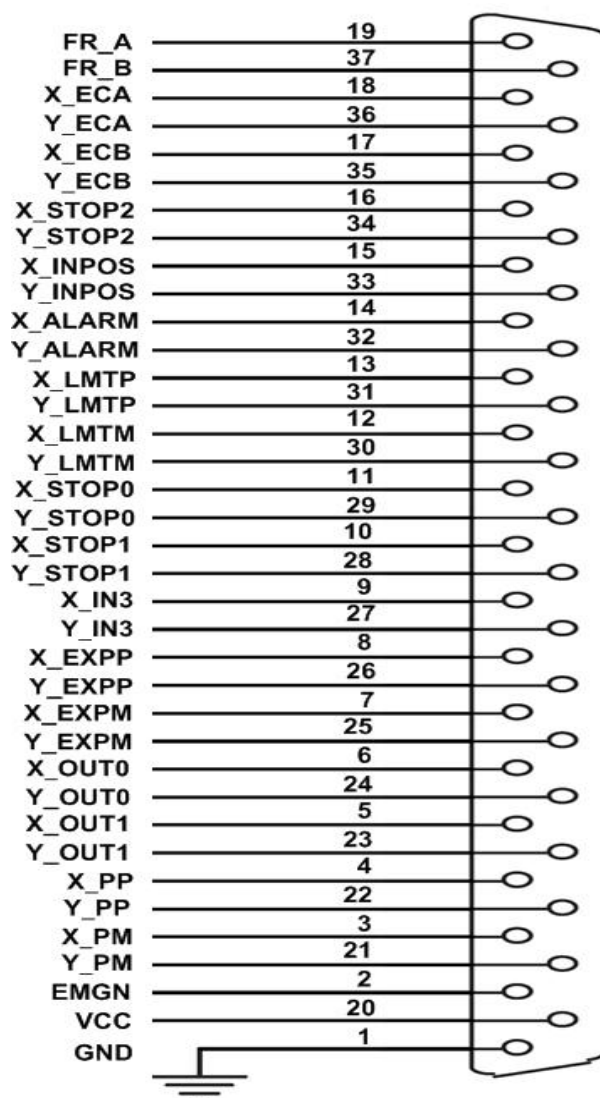 FR_A 19
FR_B 37
X_ECA 18
Y_ECA 36
X_ECB 17
Y_ECB 35
X_STOP2 16
Y_STOP2 34
X_INPOS 15
Y_INPOS 33
X_ALARM 14
Y_ALARM 32
X_LMTP 13
Y_LMTP 31
X_LMTM 12
Y_LMTM 30
X_STOP0 11
Y_STOP0 29
X_STOP1 10
Y_STOP1 28
X_IN3 9
Y_IN3 27
X_EXPP 8
Y_EXPP 26
X_EXPM 7
Y_EXPM 25
X_OUT0 6
Y_OUT0 24
X_OUT1 5
Y_OUT1 23
X_PP 4
Y_PP 22
X_PM 3
Y_PM 21
EMGN 2
VCC 20
GND 1